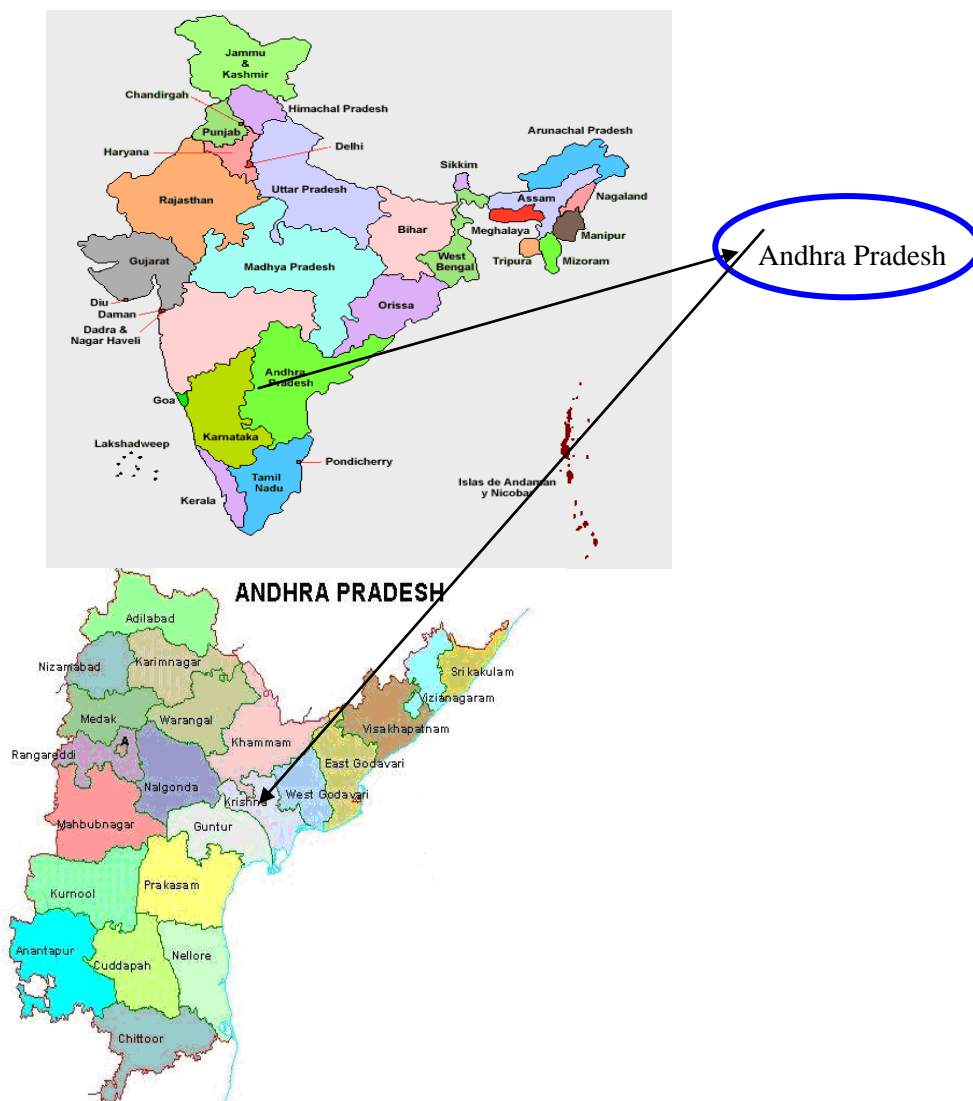 Jammu
&
Kashmir
Chandirgah
Himachal Pradesh
Punjab
Arunachal Pradesh
Haryana
Delhi
Sikkim
Rajasthan
Uttar Pradesh
Assam
Nagaland
Bihar
Meghalaya
Manipur
Gujarat
Madhya Pradesh
West
Bengal
Tripura
Mizoram
Andhra Pradesh
Diu
Daman
Orissa
Dadra &
Nagar Haveli
Andhra
Pradesh
Goa
Karnataka
Lakshadweep
Pondicherry
Tamil
Nadu
Kerala
Islas de Andaman
y Nicobar
ANDHRA PRADESH
Adilabad
Nizamabad
Karimnagar
Srikakulam
Vizianagaram
Medak
Warangal
Visakhapatnam
Khammam
A
Rangareddi
East Godavari
Nalgonda
Krishna
West Godavari
Mahbubnagar
Guntur
Kurnool
Prakasam
Anantapur
Cuddapah
Nellore
Chittoor